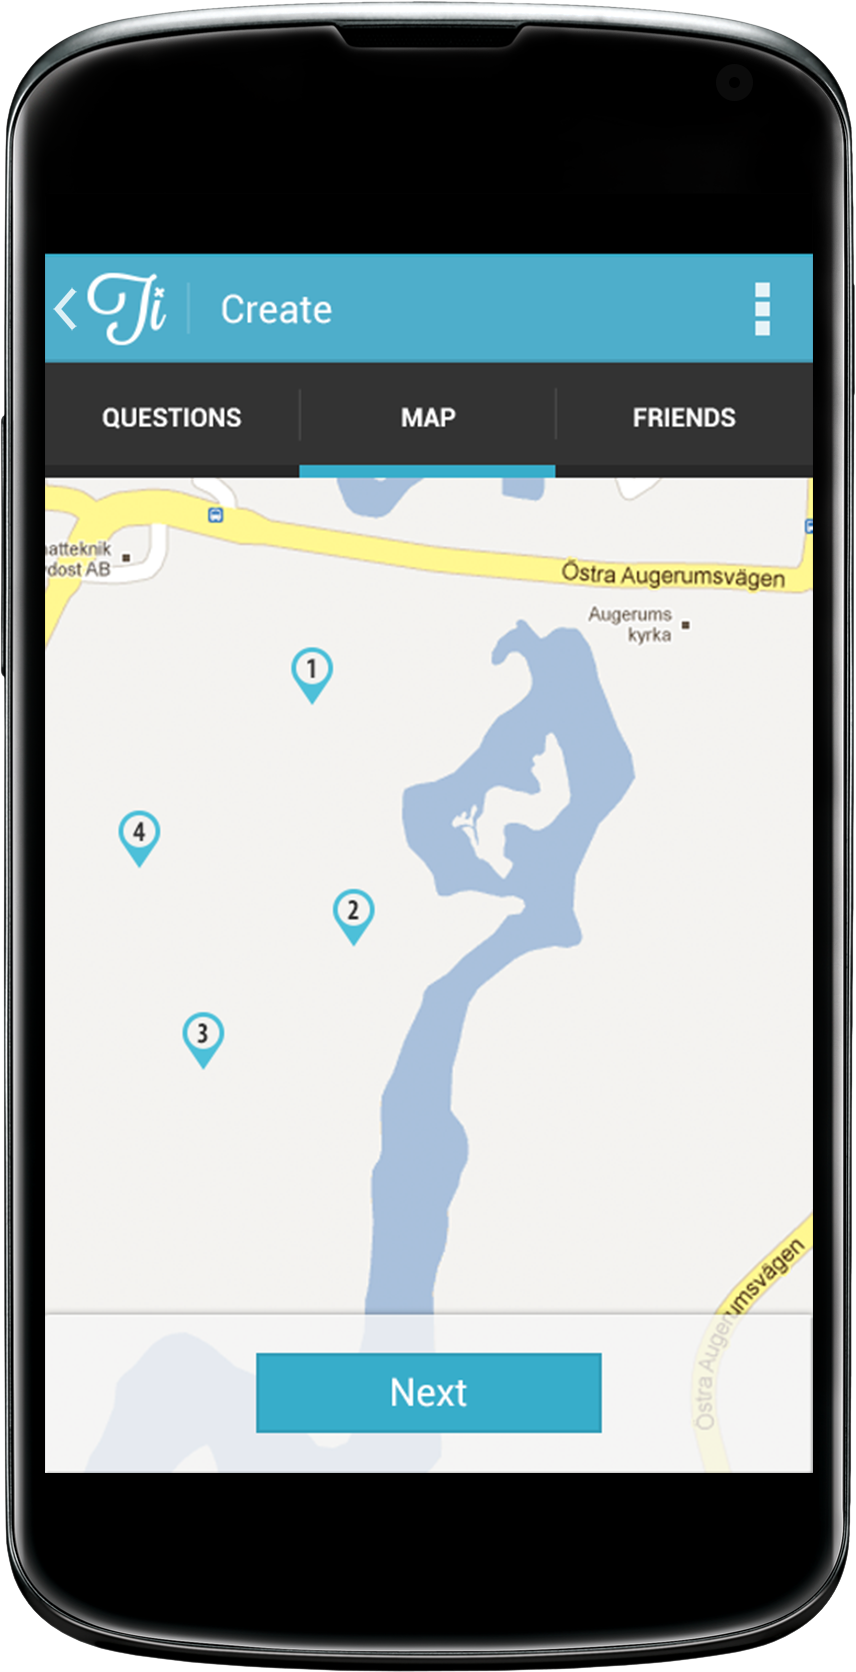 Ti
Create
QUESTIONS
MAP
FRIENDS
atteknik
dost AB
Östra Augerumsvägen
Augerums
kyrka
1
4
2
3
Östra Augerumsvägen
Next